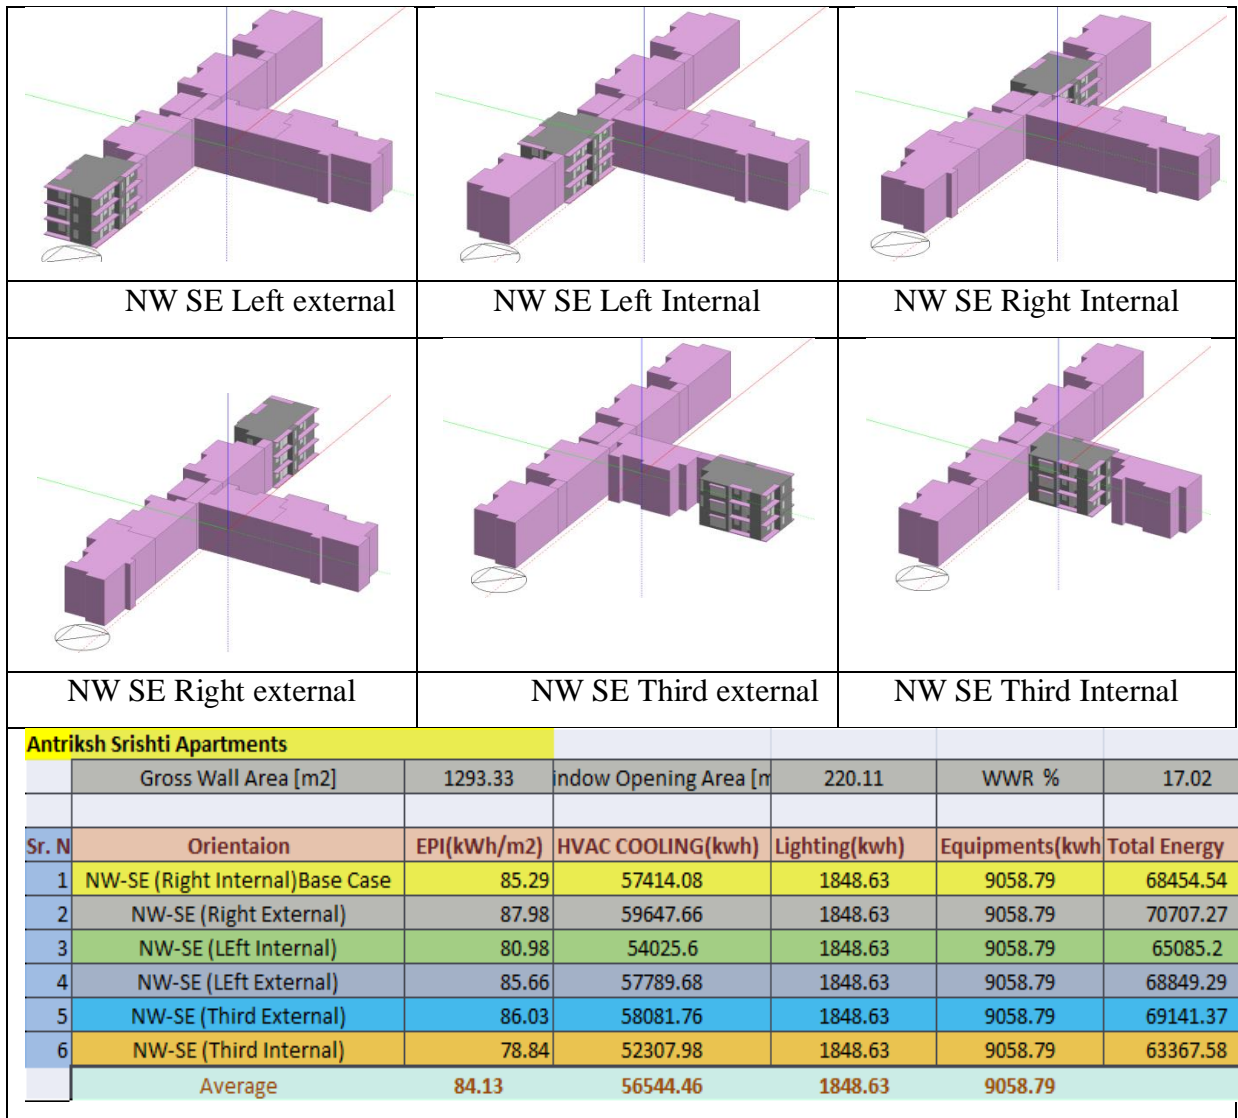 NW SE Left external NW SE Left Internal NW SE Right Internal
NW SE Right external NW SE Third external NW SE Third Internal
Antriksh Srishti Apartments
Gross Wall Area [m2] 1293.33 indow Opening Area [m 220.11 WWR % 17.02
Sr. N Orientaion EPI(kWh/m2) HVAC COOLING(kwh) Lighting(kwh) Equipments(kwh Total Energy
1 NW-SE (Right Internal)Base Case 85.29 57414.08 1848.63 9058.79 68454.54
2 NW-SE (Right External) 87.98 59647.66 1848.63 9058.79 70707.27
3 NW-SE (LEft Internal) 80.98 54025.6 1848.63 9058.79 65085.2
4 NW-SE (LEft External) 85.66 57789.68 1848.63 9058.79 68849.29
5 NW-SE (Third External) 86.03 58081.76 1848.63 9058.79 69141.37
6 NW-SE (Third Internal) 78.84 52307.98 1848.63 9058.79 63367.58
Average 84.13 56544.46 1848.63 9058.79